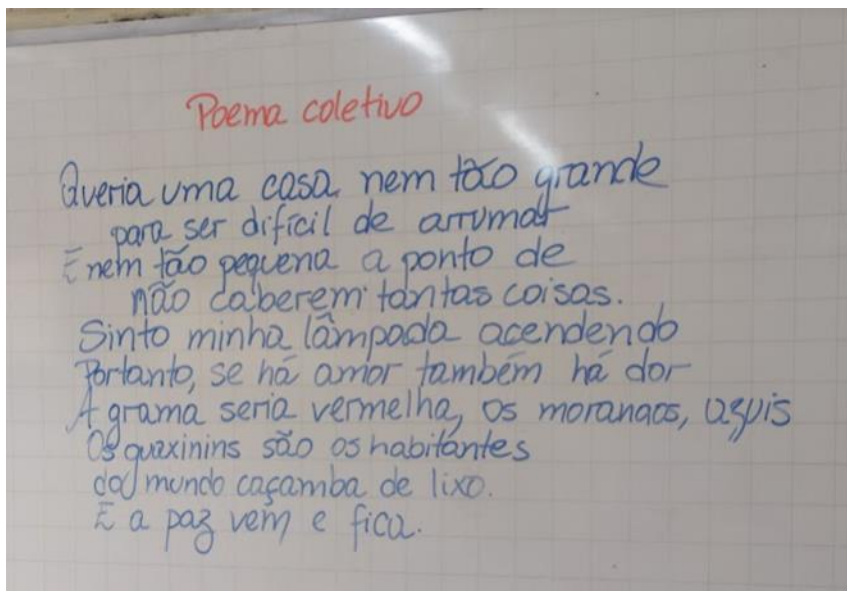 Poema coletivo
Queria uma casa nem tão grande
para ser difícil de arrumar
E nem tão pequena a ponto de
não caberem tantas coisas.
Sinto minha lâmpada acendendo
Portanto, se há amor também há dor
A grama seria vermelha, os morangos, azuis
Os guaxinins são os habitantes
do mundo caçamba de lixo.
E a paz vem e fica.